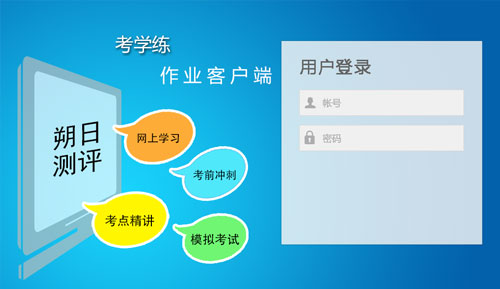 考学练
作业客户端
用户登录
帐号
密码
朔日
测评
网上学习
考前冲刺
考点精讲
模拟考试